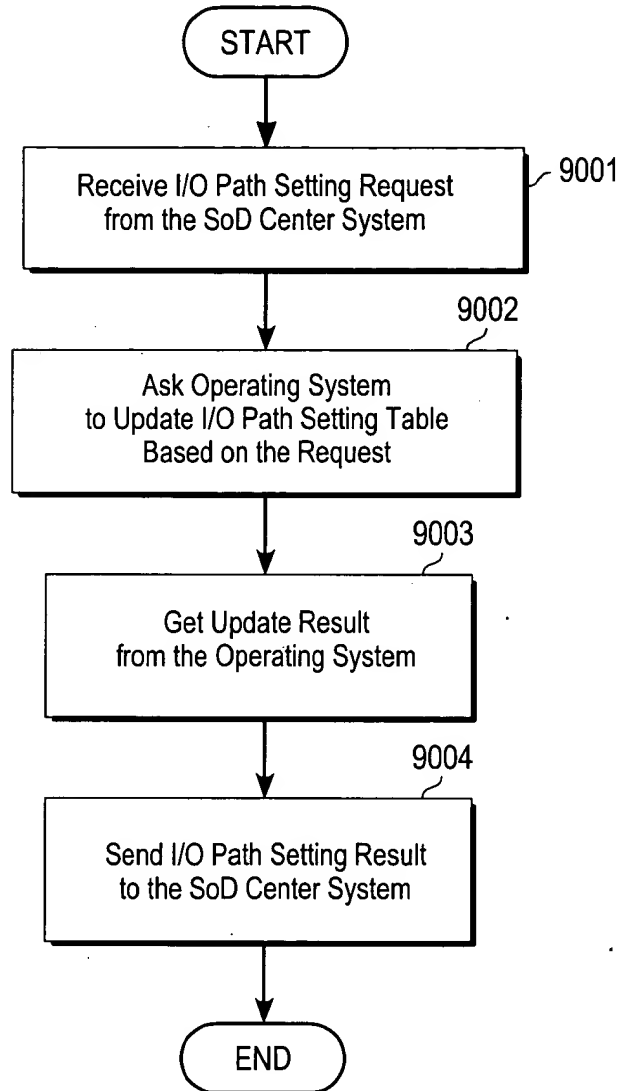 START
Receive I/O Path Setting Request
from the SoD Center System
9001
9002
Ask Operating System
to Update I/O Path Setting Table
Based on the Request
9003
Get Update Result
from the Operating System
9004
Send I/O Path Setting Result
to the SoD Center System
END